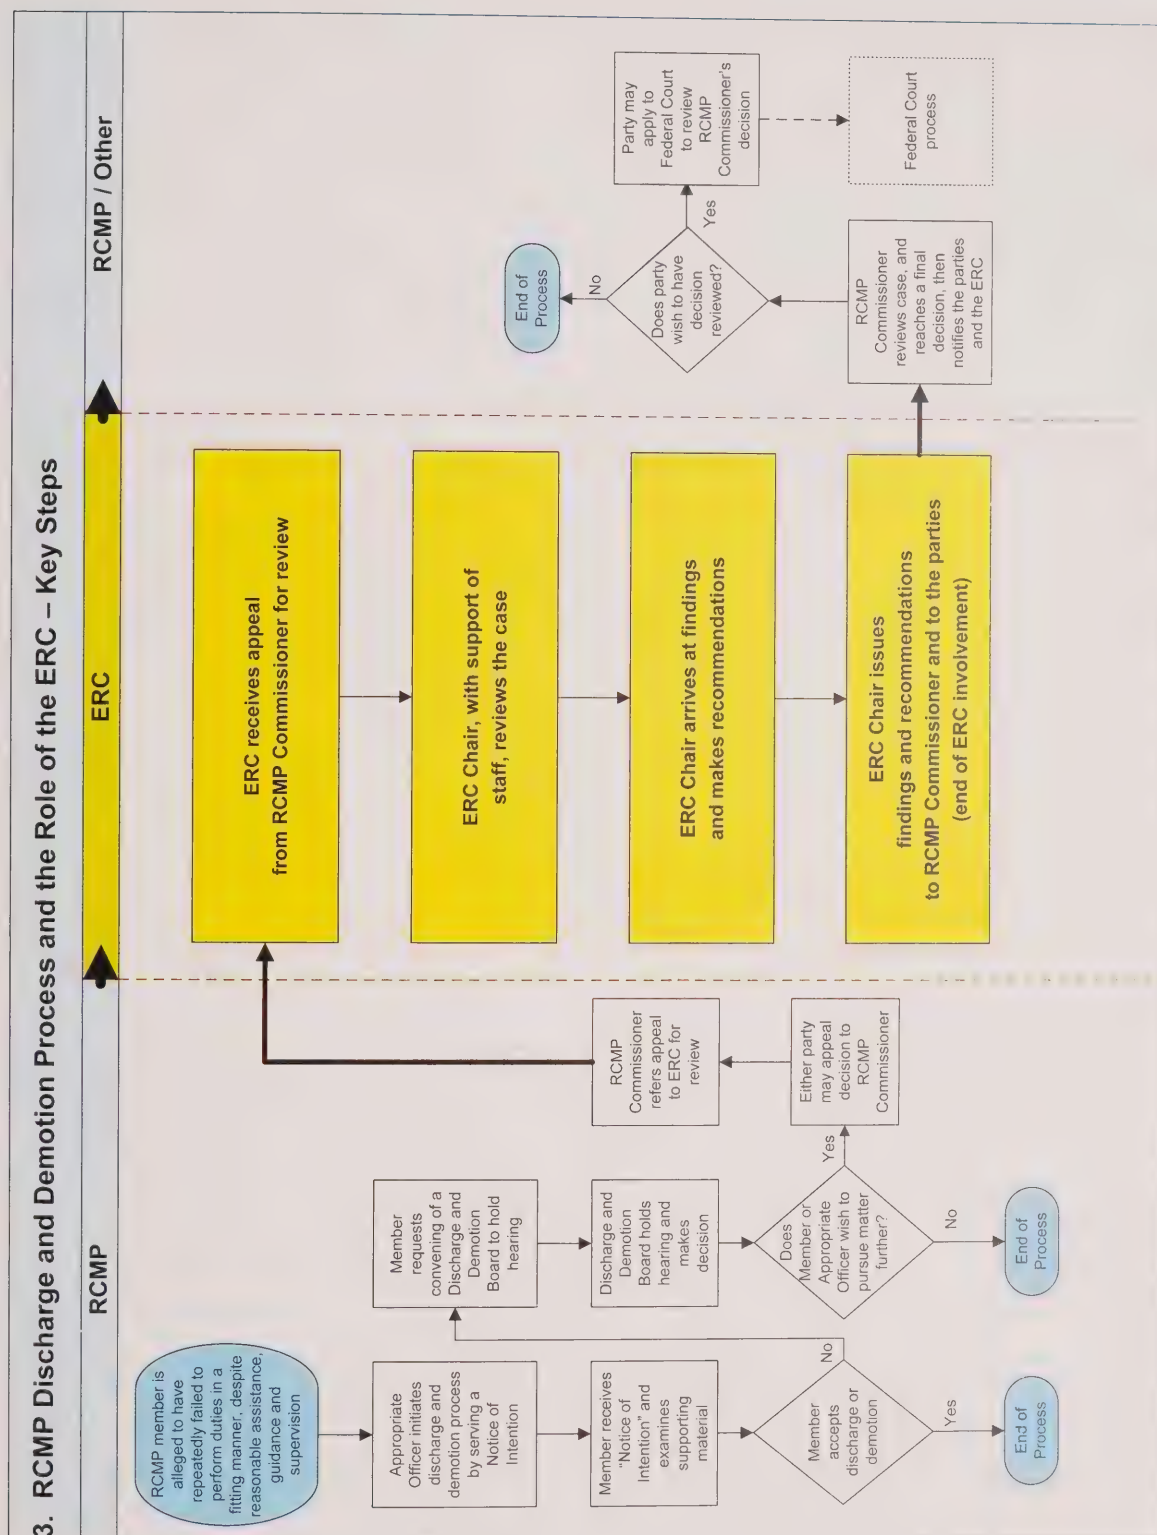 3. RCMP Discharge and Demotion Process and the Role of the ERC – Key Steps
RCMP
ERC
RCMP / Other
RCMP member is
alleged to have
repeatedly failed to
perform duties in a
fitting manner, despite
reasonable assistance,
guidance and
supervision
Appropriate
Officer initiates
discharge and
demotion process
by serving a
Notice of
Intention
Member receives
“Notice of
Intention” and
examines
supporting
material
Member
accepts
discharge or
demotion
No
Yes
End of
Process
Member
requests
convening of a
Discharge and
Demotion
Board to hold
hearing
Discharge and
Demotion
Board holds
hearing and
makes
decision
Does
Member or
Appropriate
Officer wish to
pursue matter
further?
Yes
No
End of
Process
Either party
may appeal
decision to
RCMP
Commissioner
RCMP
Commissioner
refers appeal
to ERC for
review
ERC receives appeal
from RCMP Commissioner for review
ERC Chair, with support of
staff, reviews the case
ERC Chair arrives at findings
and makes recommendations
ERC Chair issues
findings and recommendations
to RCMP Commissioner and to the parties
(end of ERC involvement)
RCMP
Commissioner
reviews case, and
reaches a final
decision, then
notifies the parties
and the ERC
Does party
wish to have
decision
reviewed?
No
Yes
End of
Process
Party may
apply to
Federal Court
to review
RCMP
Commissioner's
decision
Federal Court
process